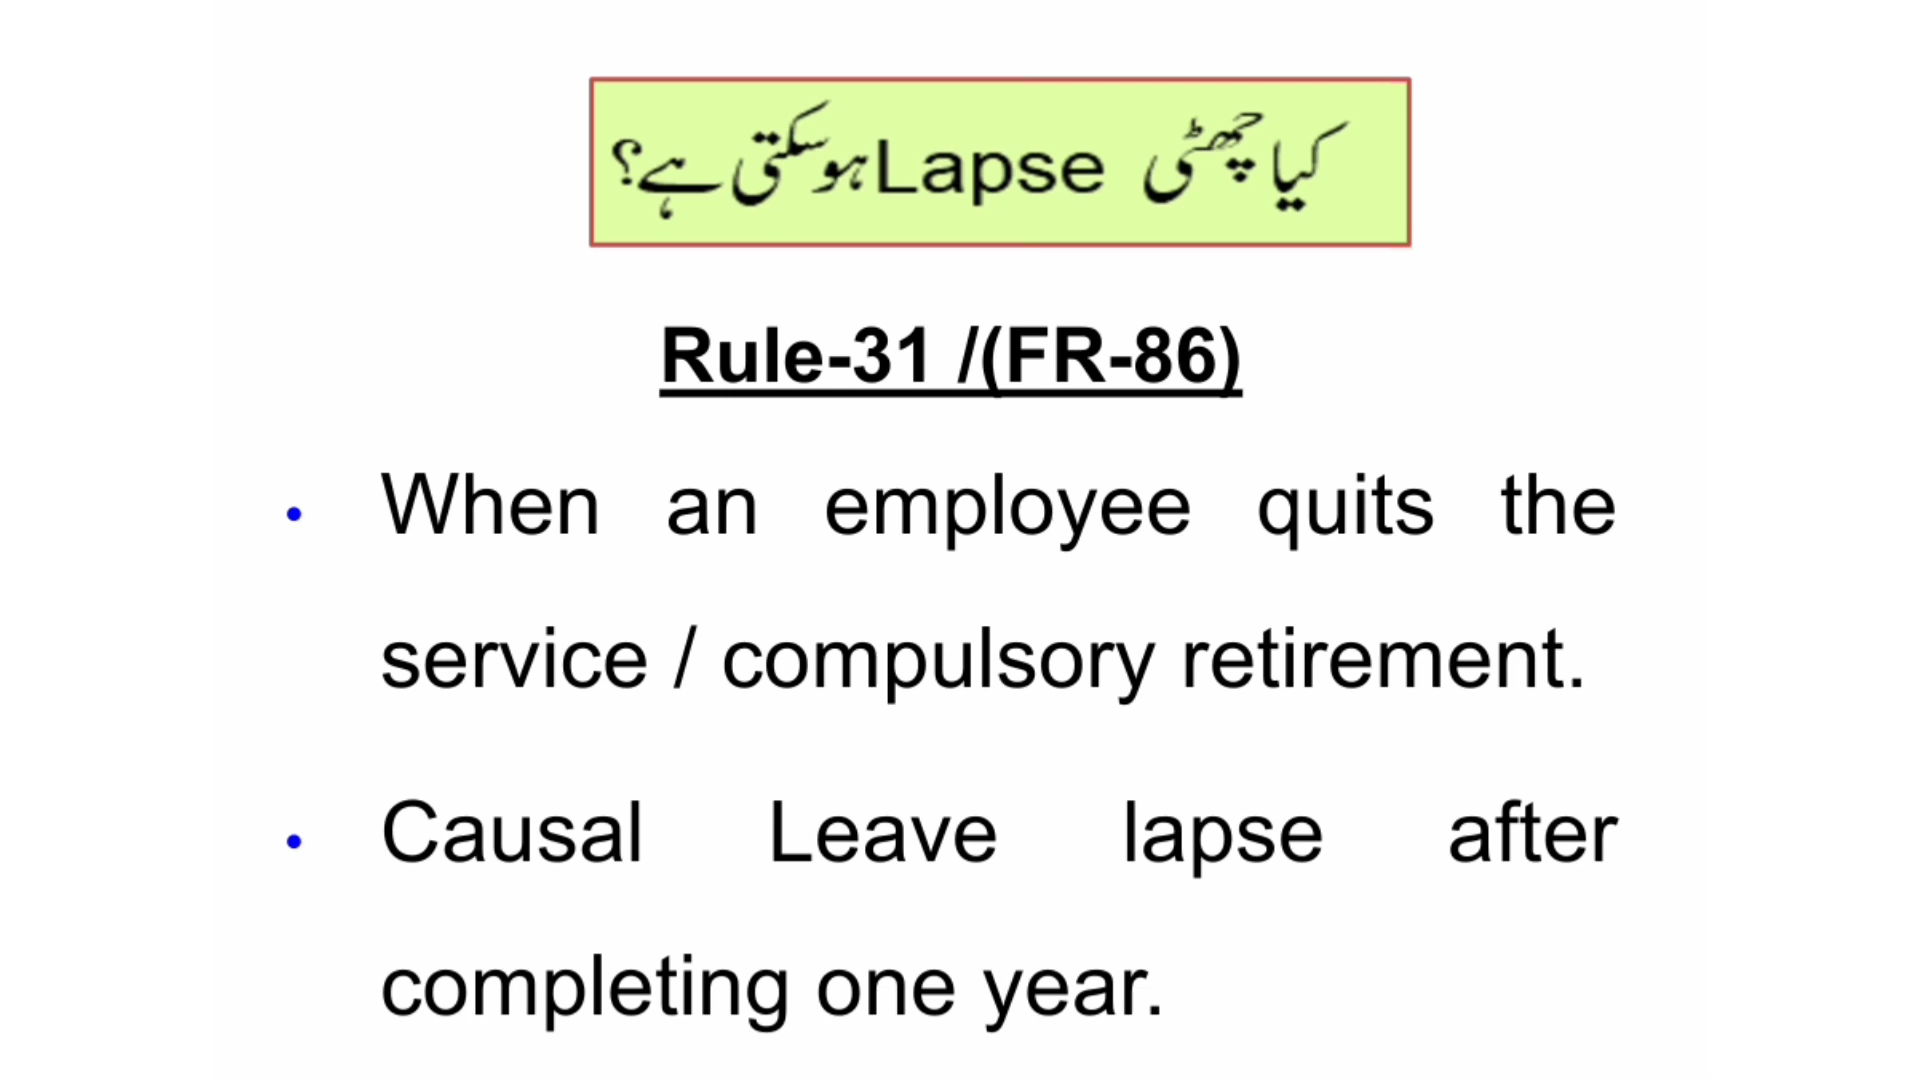 کیا چھٹی Lapse ہوسکتی ہے؟
Rule-31 /(FR-86)
• When an employee quits the
service / compulsory retirement.
• Causal Leave lapse after
completing one year.